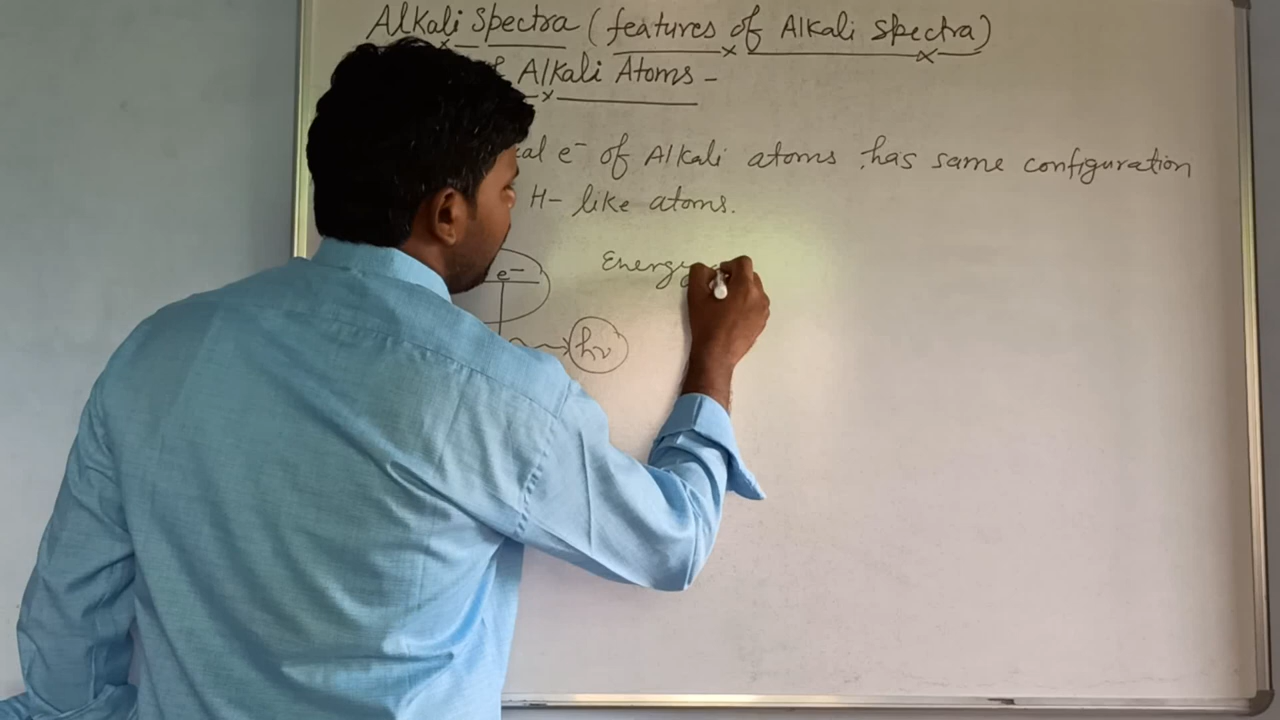 Alkali Spectra (features of Alkali Spectra)
Alkali Atoms -
e⁻ of Alkali atoms has same configuration
H- like atoms.
Energy
e⁻
hν